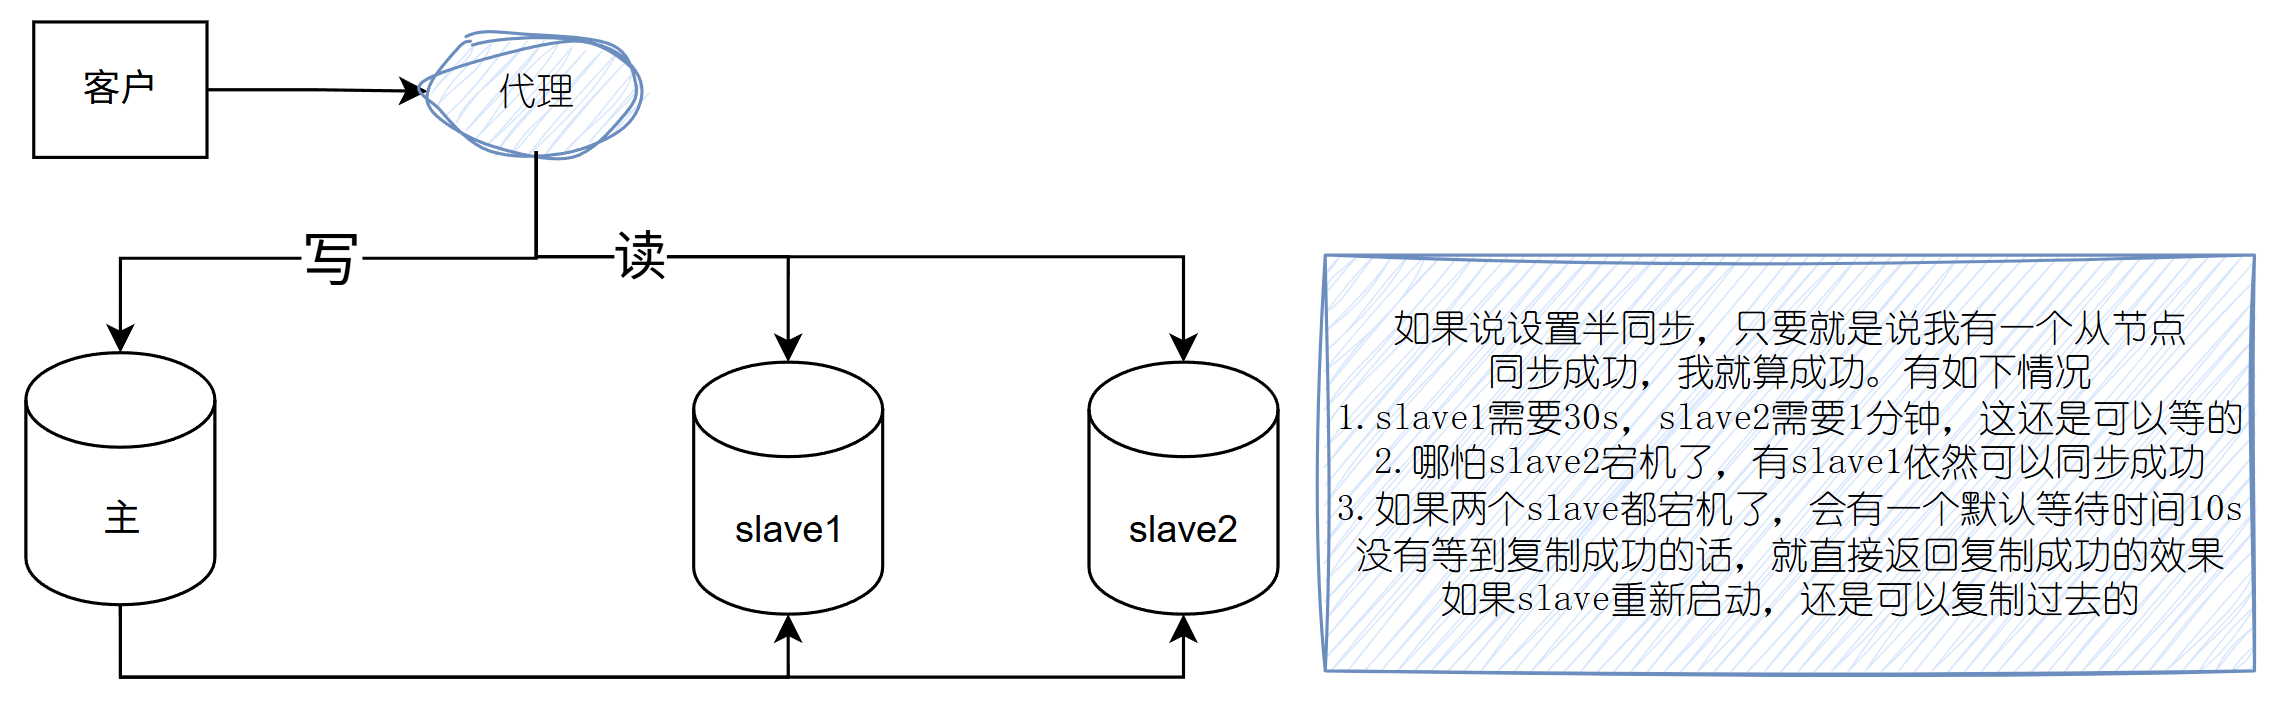 客户
代理
写
读
主
slave1
slave2
如果说设置半同步，只要就是说我有一个从节点
同步成功，我就算成功。有如下情况
1.slave1需要30s，slave2需要1分钟，这还是可以等的
2.哪怕slave2宕机了，有slave1依然可以同步成功
3.如果两个slave都宕机了，会有一个默认等待时间10s
没有等到复制成功的话，就直接返回复制成功的效果
如果slave重新启动，还是可以复制过去的